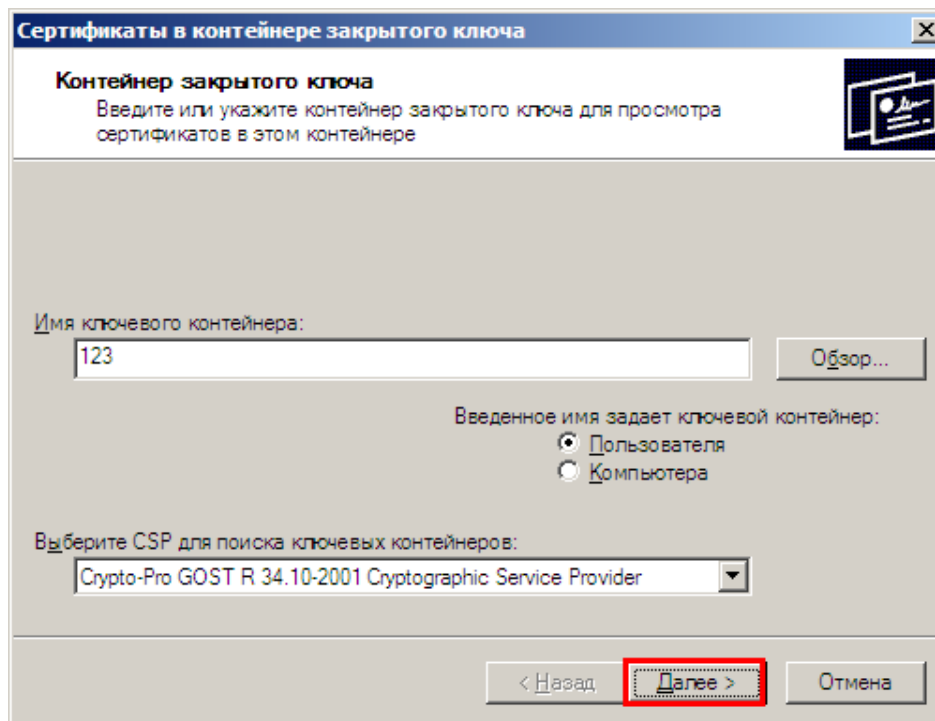 Сертификаты в контейнере закрытого ключа
Контейнер закрытого ключа
Введите или укажите контейнер закрытого ключа для просмотра
сертификатов в этом контейнере
Имя ключевого контейнера:
123
Обзор...
Введенное имя задает ключевой контейнер:
Пользователя
Компьютера
Выберите CSP для поиска ключевых контейнеров:
Crypto-Pro GOST R 34.10-2001 Cryptographic Service Provider
< Назад
Далее >
Отмена